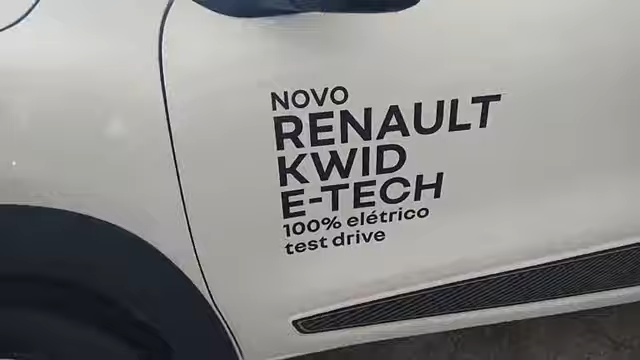 NOVO
RENAULT
KWID
E-TECH
100% elétrico
test drive